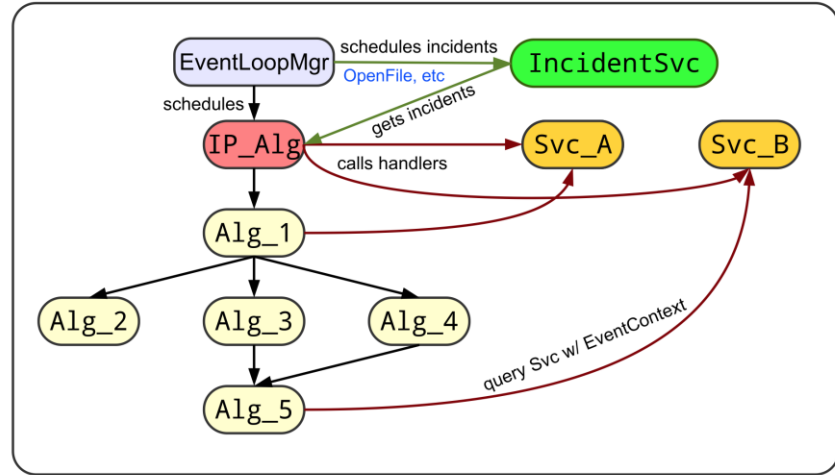 schedules incidents
EventLoopMgr
IncidentSvc
OpenFile, etc
schedules
gets incidents
IP_Alg
Svc_A
Svc_B
calls handlers
Alg_1
Alg_2
Alg_3
Alg_4
query Svc w/ EventContext
Alg_5